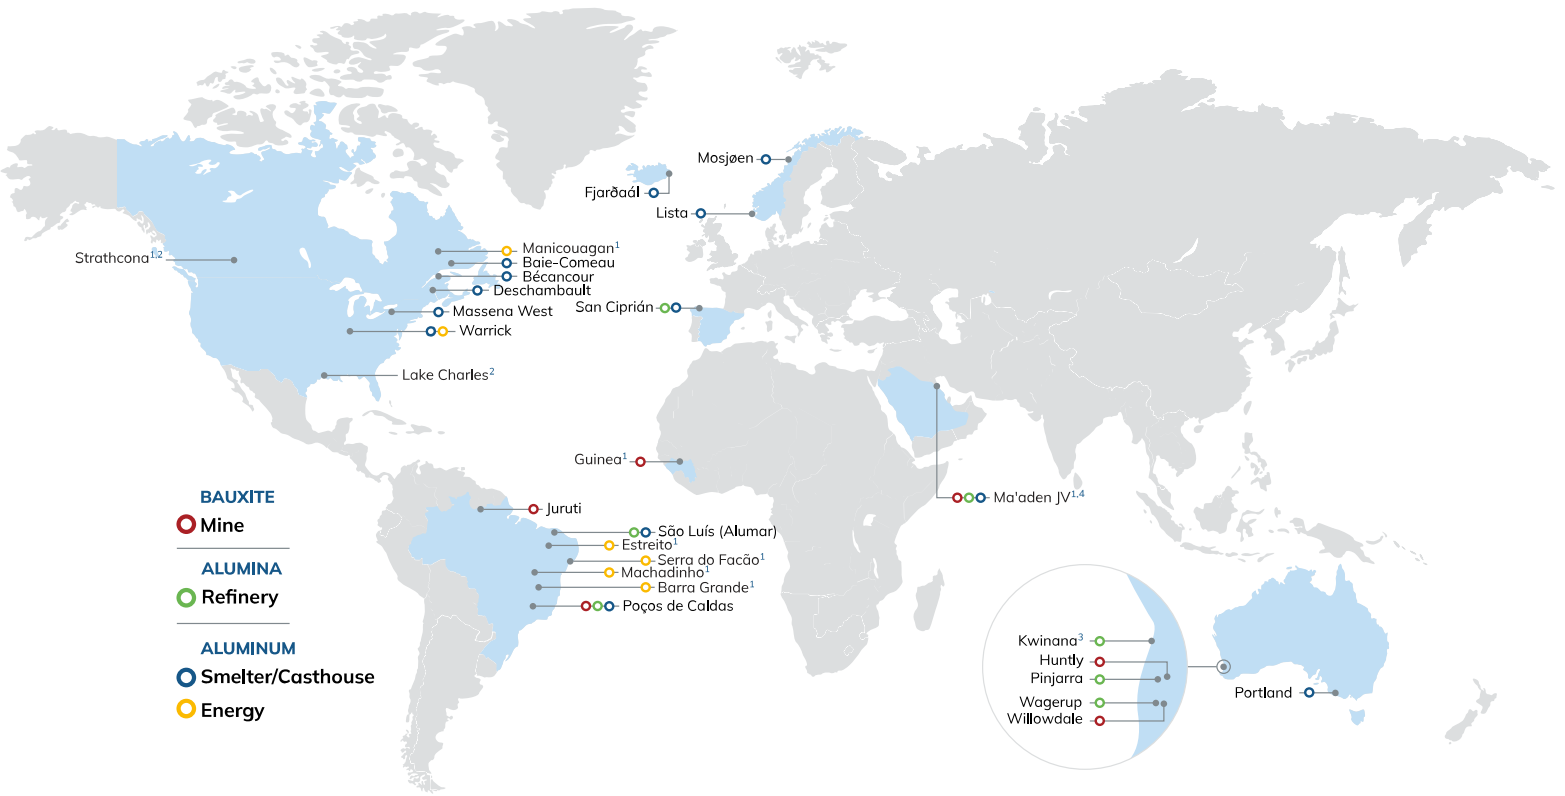 Mosjøen
Fjarðaál
Lista
Strathcona1,2
Manicouagan1
Baie-Comeau
Bécancour
Deschambault
Massena West
Warrick
Lake Charles2
San Ciprián
Guinea1
Ma'aden JV1,4
Juruti
São Luís (Alumar)
Estreito1
Serra do Facão1
Machadinho1
Barra Grande1
Poços de Caldas
BAUXITE
Mine
ALUMINA
Refinery
ALUMINUM
Smelter/Casthouse
Energy
Kwinana3
Huntly
Pinjarra
Wagerup
Willowdale
Portland